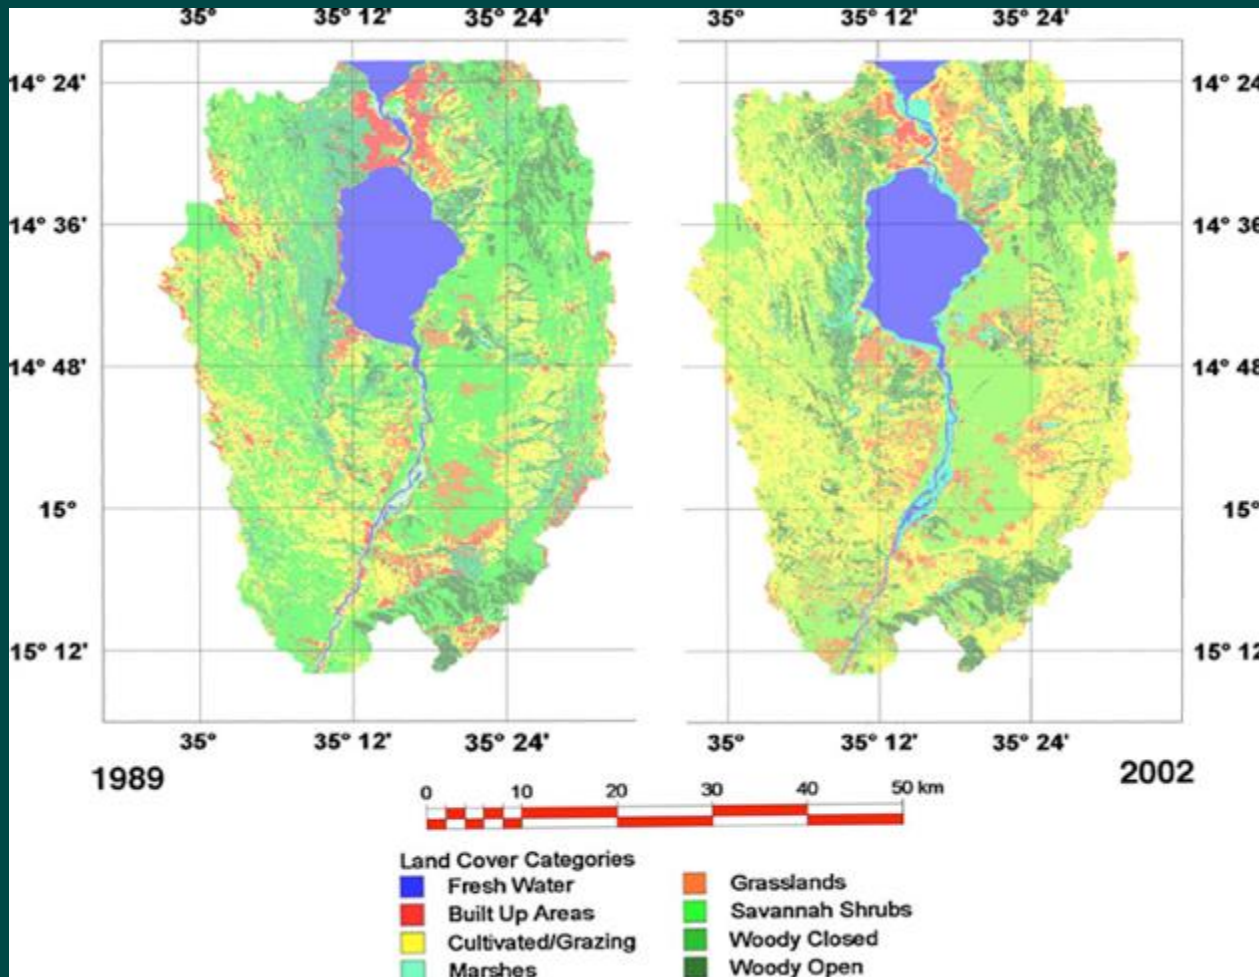 35° 35° 12' 35° 24' 35° 35° 12' 35° 24'
14° 24' 14° 24
14° 36' 14° 36
14° 48' 14° 48
15° 15°
15° 12' 15° 12
35° 35° 12' 35° 24' 35° 35° 12' 35° 24'
1989 2002
0 10 20 30 40 50 km
Land Cover Categories
Fresh Water
Built Up Areas
Cultivated/Grazing
Marshes
Grasslands
Savannah Shrubs
Woody Closed
Woody Open